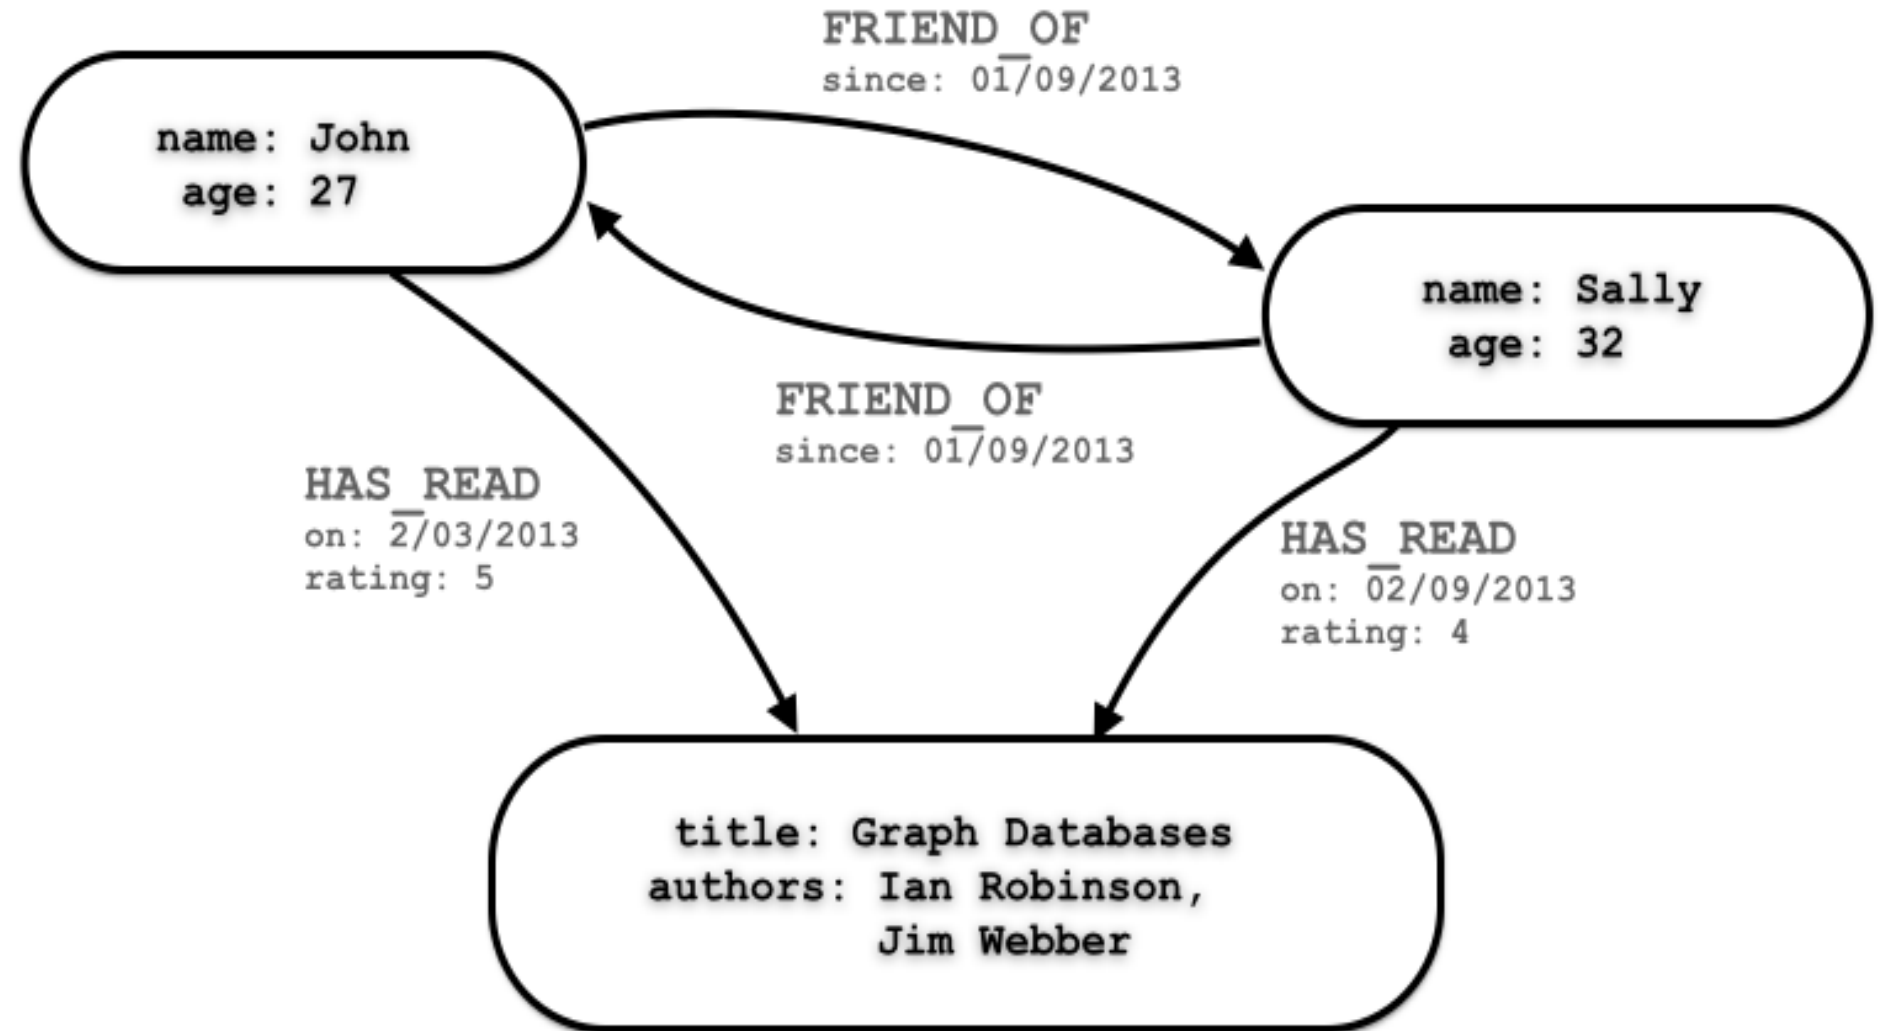 FRIEND_OF
since: 01/09/2013
name: John
age: 27
name: Sally
age: 32
FRIEND_OF
since: 01/09/2013
HAS_READ
on: 2/03/2013
rating: 5
HAS_READ
on: 02/09/2013
rating: 4
title: Graph Databases
authors: Ian Robinson,
Jim Webber